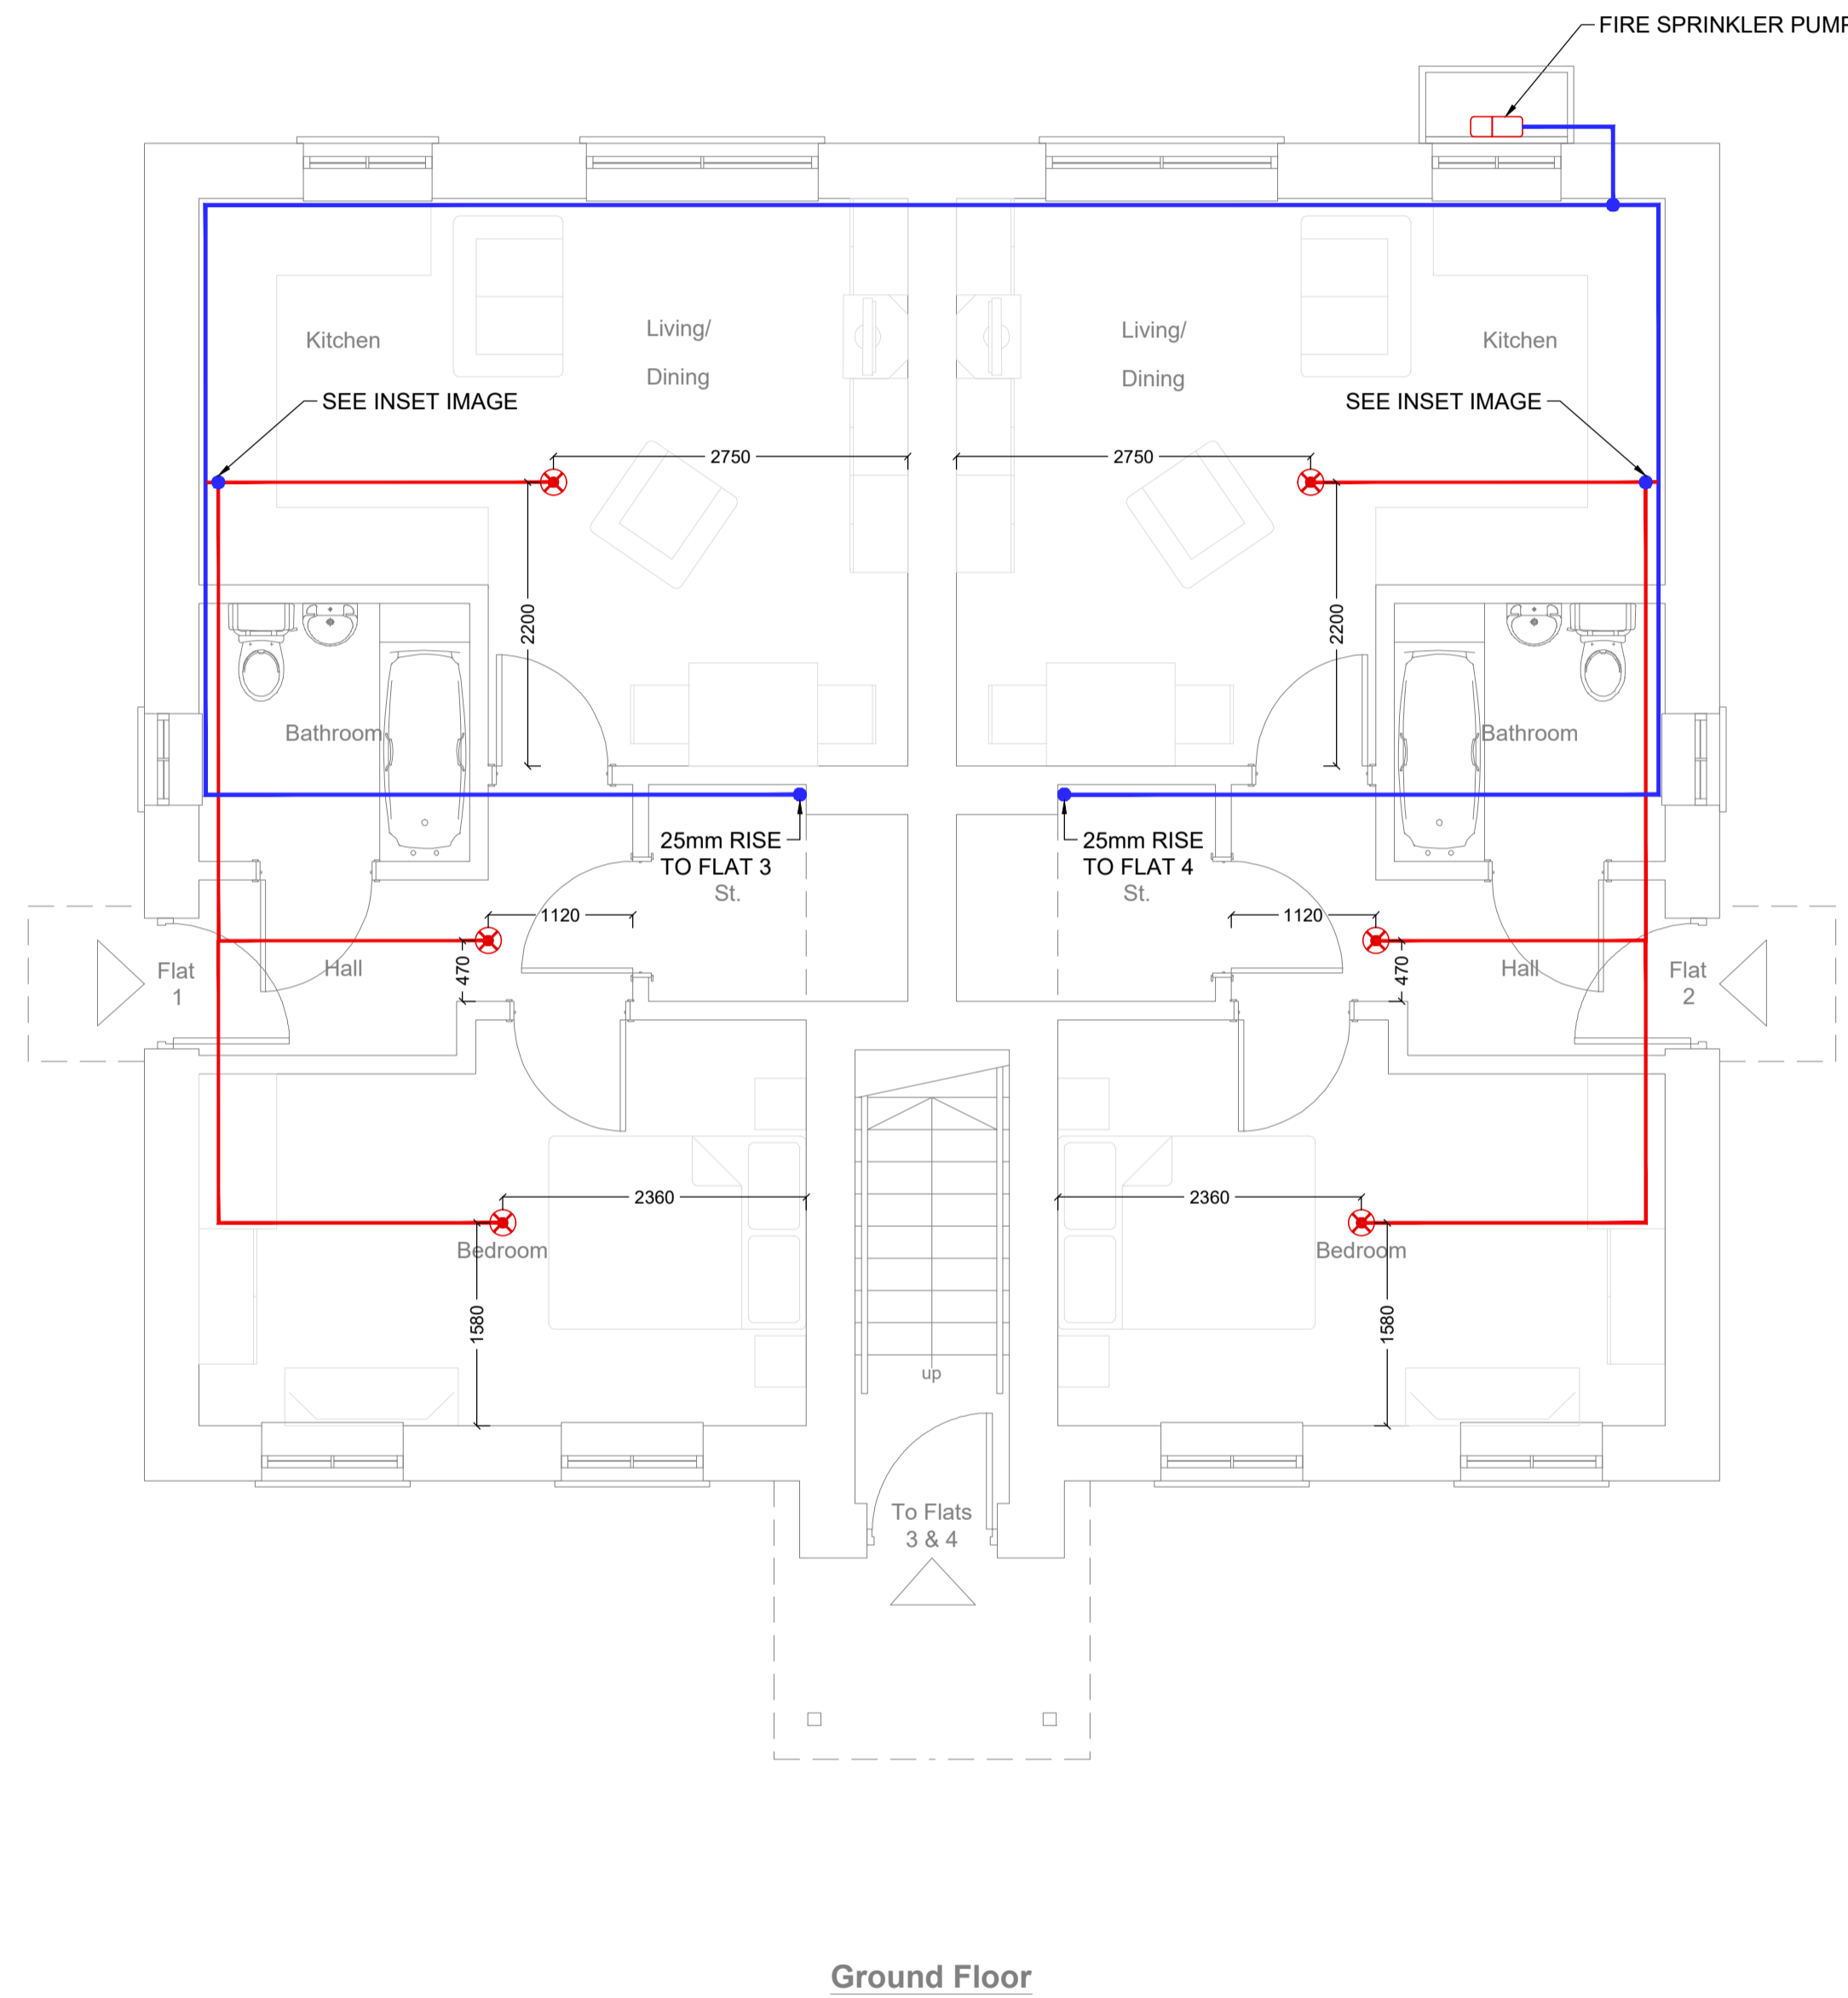 FIRE SPRINKLER PUMP
Kitchen
Living/
Dining
Living/
Dining
Kitchen
SEE INSET IMAGE
SEE INSET IMAGE
2750
2750
2200
2200
Bathroom
Bathroom
25mm RISE
TO FLAT 3
St.
25mm RISE
TO FLAT 4
St.
1120
1120
470
470
Flat
1
Hall
Hall
Flat
2
2360
2360
Bedroom
Bedroom
1580
1580
up
To Flats
3 & 4
Ground Floor